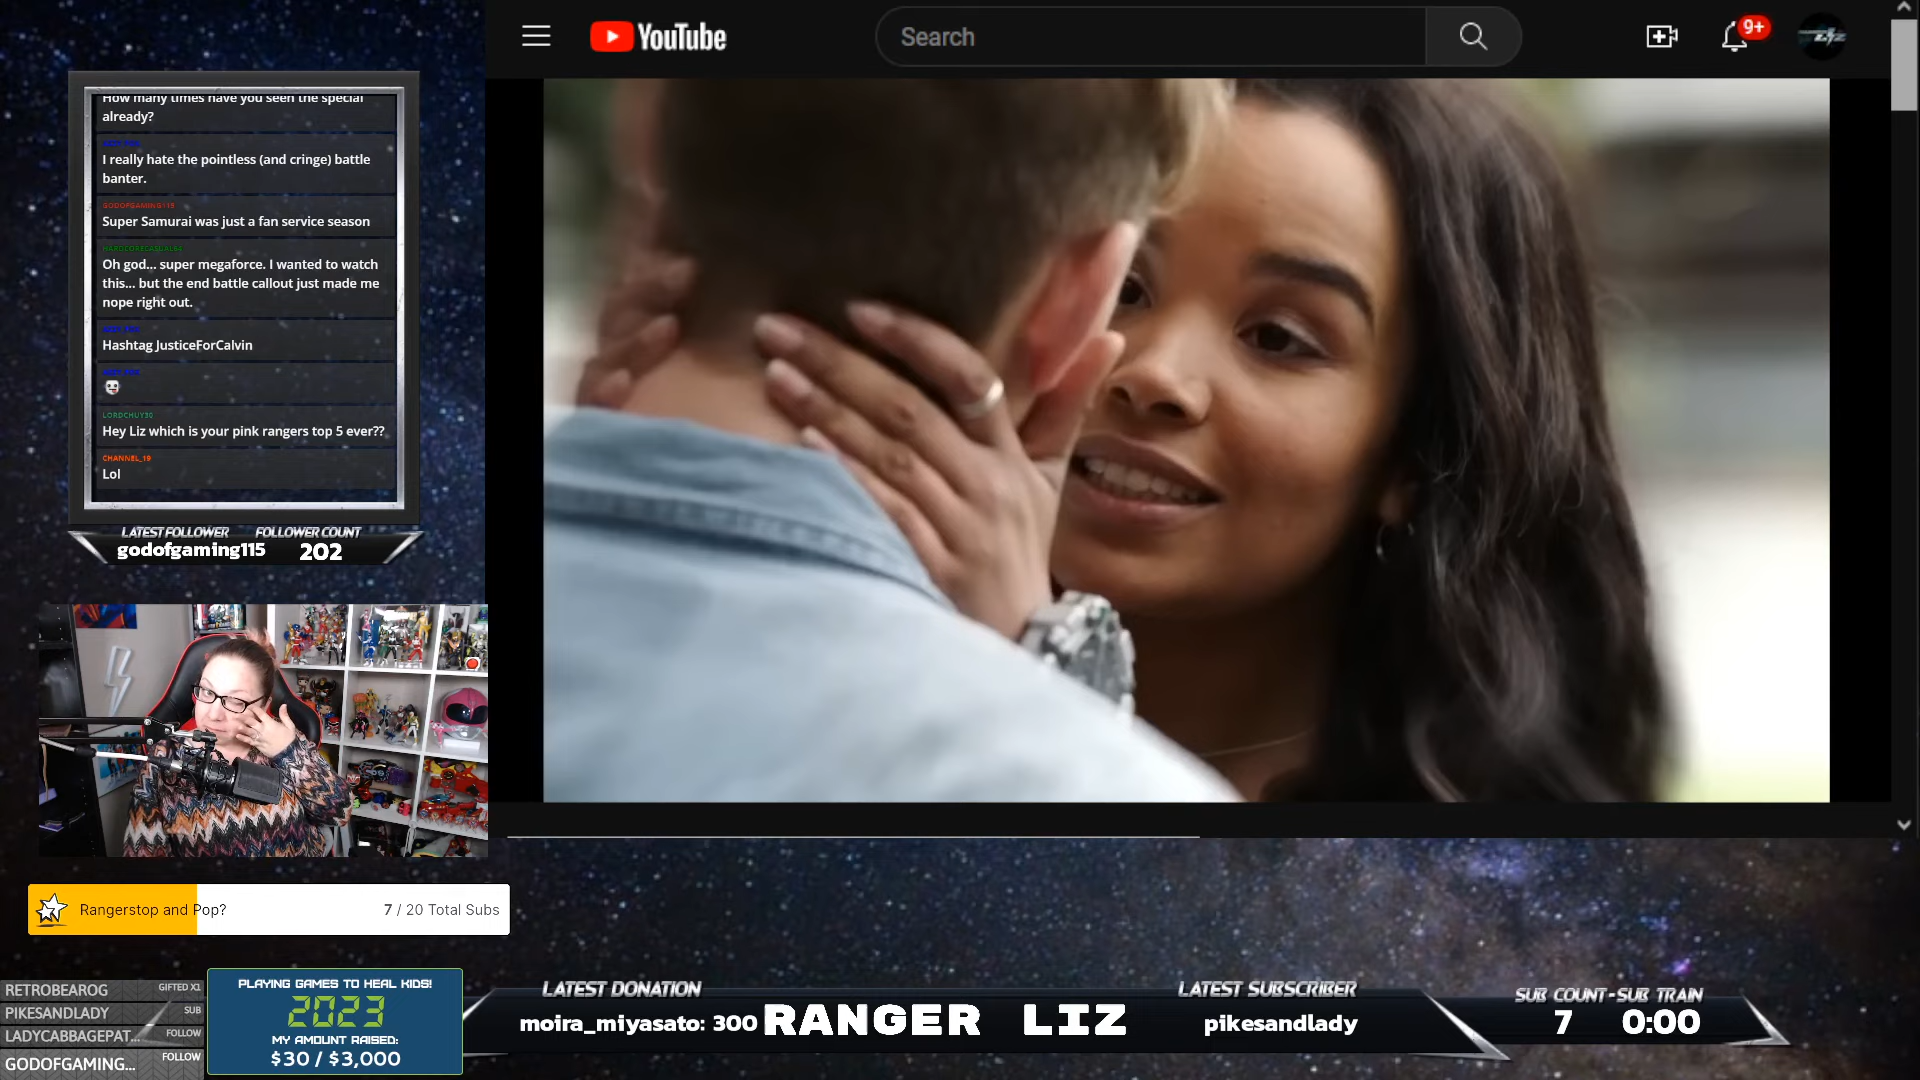 YouTube
Search
9+
How many times have you seen the special
already?
I really hate the pointless (and cringe) battle
banter.
GODOFGAMING115
Super Samurai was just a fan service season
HARDCORECASUAL64
Oh god... super megaforce. I wanted to watch
this... but the end battle callout just made me
nope right out.
Hashtag JusticeForCalvin
LORDCHUY30
Hey Liz which is your pink rangers top 5 ever??
CHANNEL_19
Lol
LATEST FOLLOWER FOLLOWER COUNT
godofgaming115 202
Rangerstop and Pop? 7 / 20 Total Subs
RETROBEAROG GIFTED X1
PIKESANDLADY SUB
LADYCABBAGEPAT... FOLLOW
GODOFGAMING... FOLLOW
PLAYING GAMES TO HEAL KIDS!
2023
MY AMOUNT RAISED:
$30 / $3,000
LATEST DONATION
moira_miyasato: 300
RANGER LIZ
LATEST SUBSCRIBER
pikesandlady
SUB COUNT - SUB TRAIN
7 0:00